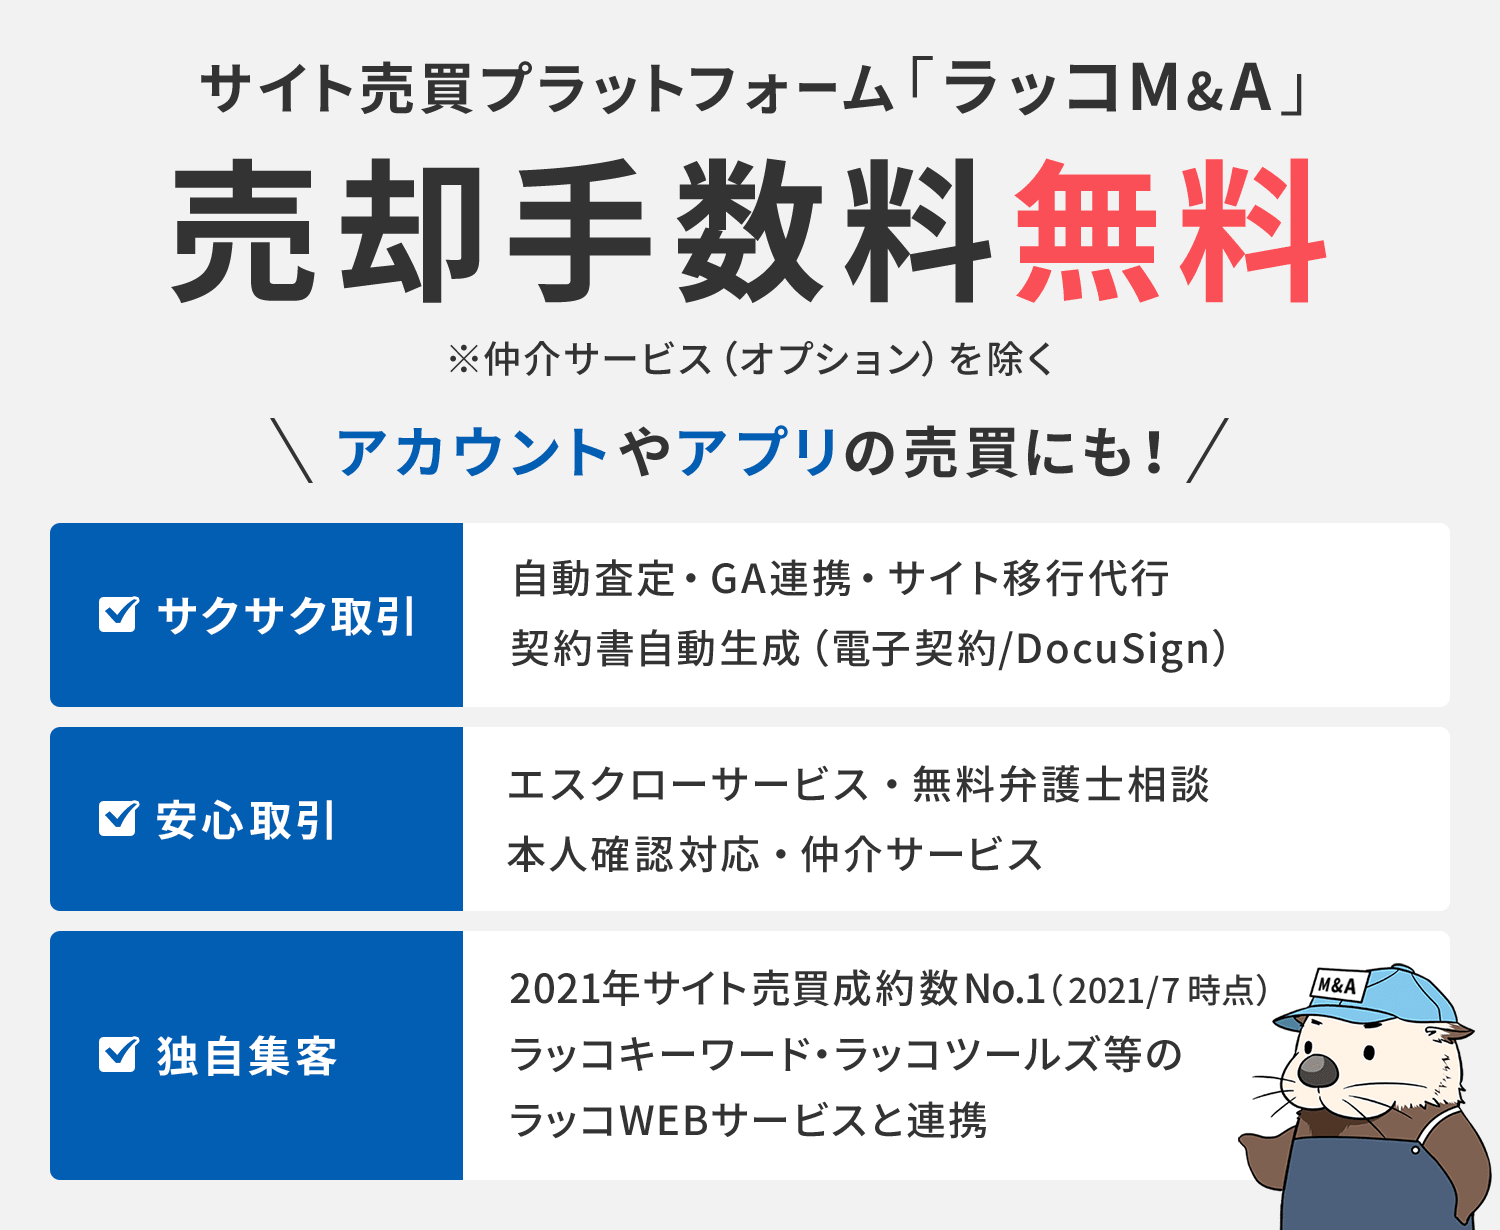 サイト売買プラットフォーム「ラッコM&A」
売却手数料無料
※仲介サービス（オプション）を除く
＼ アカウントやアプリの売買にも！ ／
サクサク取引
自動査定・GA連携・サイト移行代行
契約書自動生成（電子契約/DocuSign）
安心取引
エスクローサービス・無料弁護士相談
本人確認対応・仲介サービス
独自集客
2021年サイト売買成約数No.1（2021/7 時点）
ラッコキーワード・ラッコツールズ等の
ラッコWEBサービスと連携
M&A